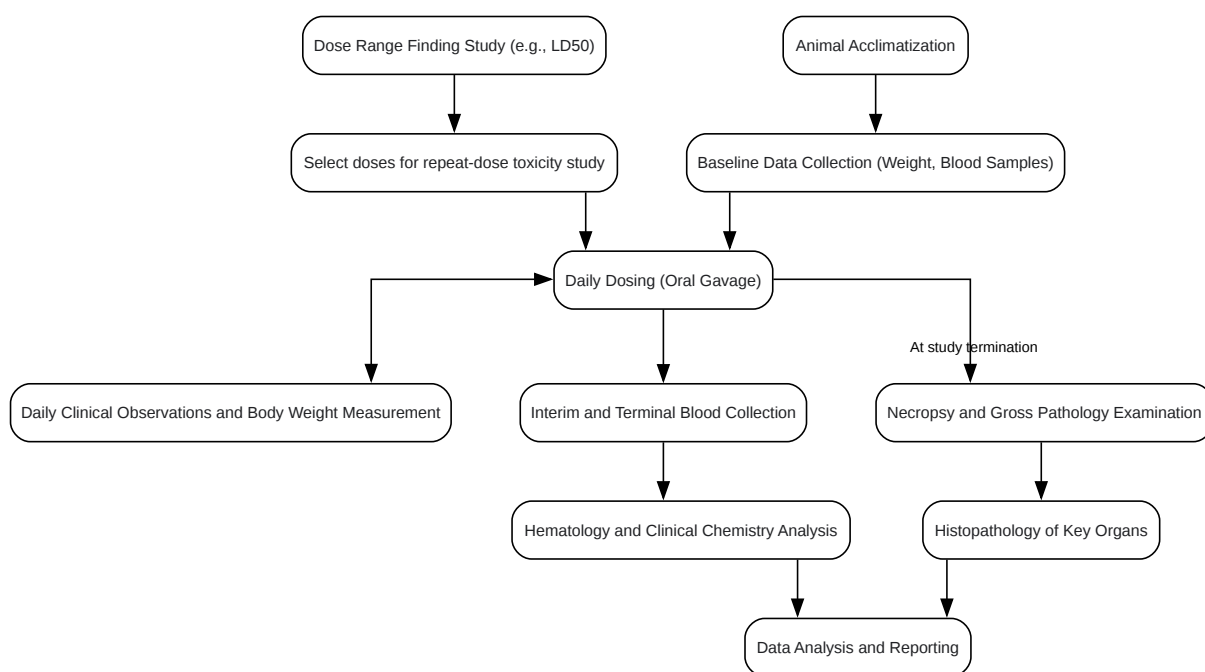 Dose Range Finding Study (e.g., LD50)
Animal Acclimatization
Select doses for repeat-dose toxicity study
Baseline Data Collection (Weight, Blood Samples)
Daily Dosing (Oral Gavage)
At study termination
Daily Clinical Observations and Body Weight Measurement
Interim and Terminal Blood Collection
Necropsy and Gross Pathology Examination
Hematology and Clinical Chemistry Analysis
Histopathology of Key Organs
Data Analysis and Reporting